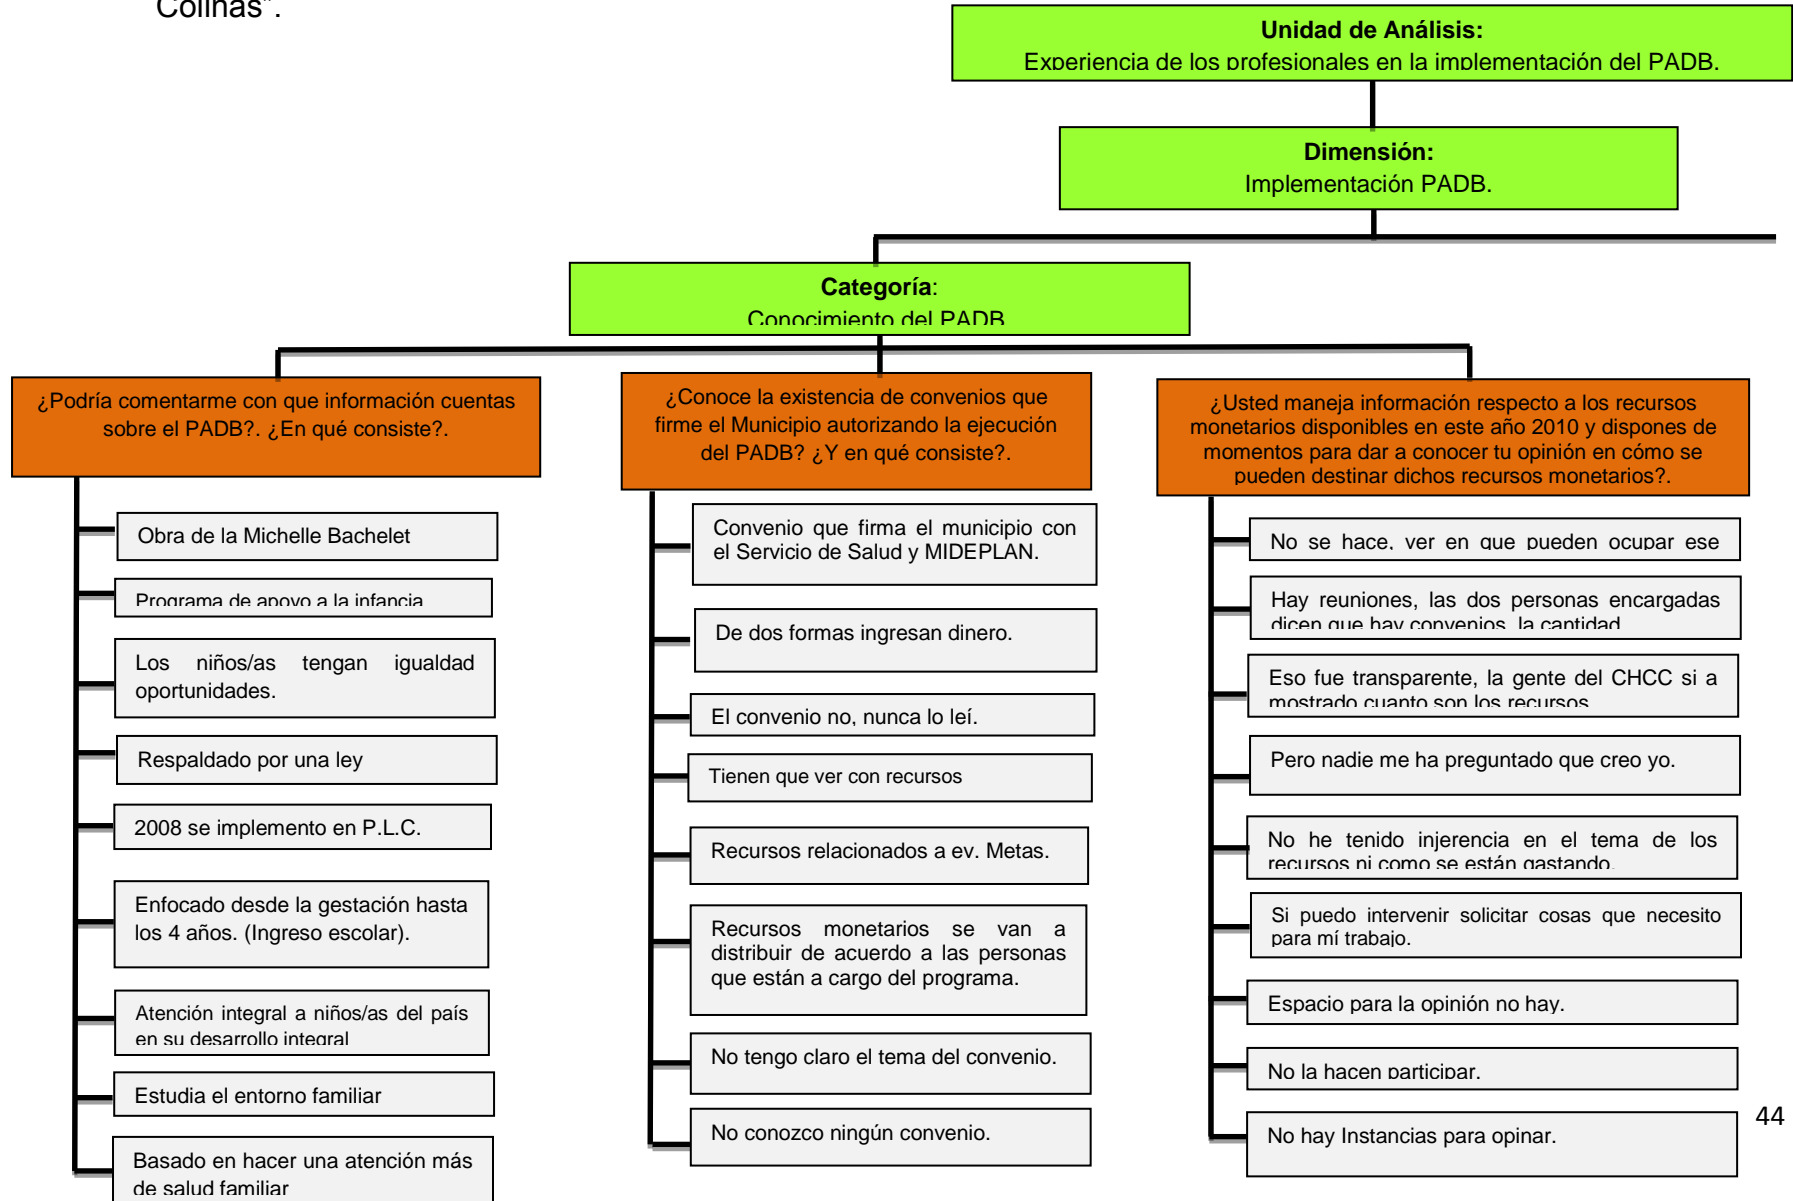 Colinas”.
Unidad de Análisis:
Experiencia de los profesionales en la implementación del PADB.
Dimensión:
Implementación PADB.
Categoría:
Conocimiento del PADB
¿Podría comentarme con que información cuentas
sobre el PADB?. ¿En qué consiste?.
Obra de la Michelle Bachelet
Programa de apoyo a la infancia
Los niños/as tengan igualdad
oportunidades.
Respaldado por una ley
2008 se implemento en P.L.C.
Enfocado desde la gestación hasta
los 4 años. (Ingreso escolar).
Atención integral a niños/as del país
en su desarrollo integral
Estudia el entorno familiar
Basado en hacer una atención más
de salud familiar
¿Conoce la existencia de convenios que
firme el Municipio autorizando la ejecución
del PADB? ¿Y en qué consiste?.
Convenio que firma el municipio con
el Servicio de Salud y MIDEPLAN.
De dos formas ingresan dinero.
El convenio no, nunca lo leí.
Tienen que ver con recursos
Recursos relacionados a ev. Metas.
Recursos monetarios se van a
distribuir de acuerdo a las personas
que están a cargo del programa.
No tengo claro el tema del convenio.
No conozco ningún convenio.
¿Usted maneja información respecto a los recursos
monetarios disponibles en este año 2010 y dispones de
momentos para dar a conocer tu opinión en cómo se
pueden destinar dichos recursos monetarios?.
No se hace, ver en que pueden ocupar ese
Hay reuniones, las dos personas encargadas
dicen que hay convenios, la cantidad
Eso fue transparente, la gente del CHCC si a
mostrado cuanto son los recursos
Pero nadie me ha preguntado que creo yo.
No he tenido injerencia en el tema de los
recursos ni como se están gastando.
Si puedo intervenir solicitar cosas que necesito
para mí trabajo.
Espacio para la opinión no hay.
No la hacen participar.
No hay Instancias para opinar.
44